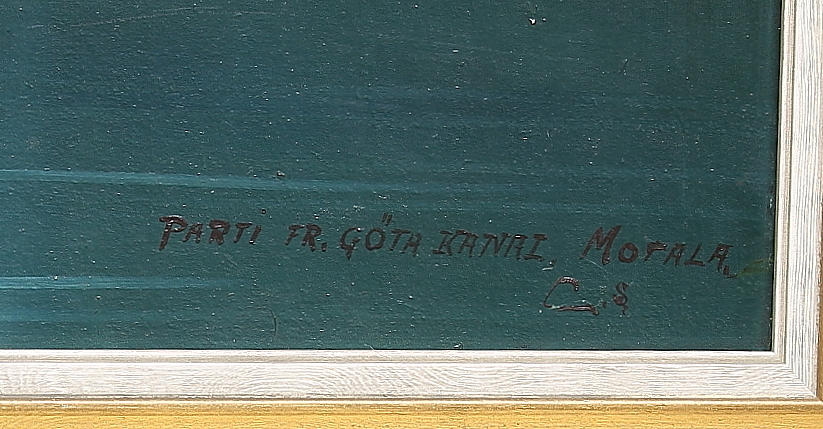 PARTI FR. GÖTA KANAL, MOTALA
C.S